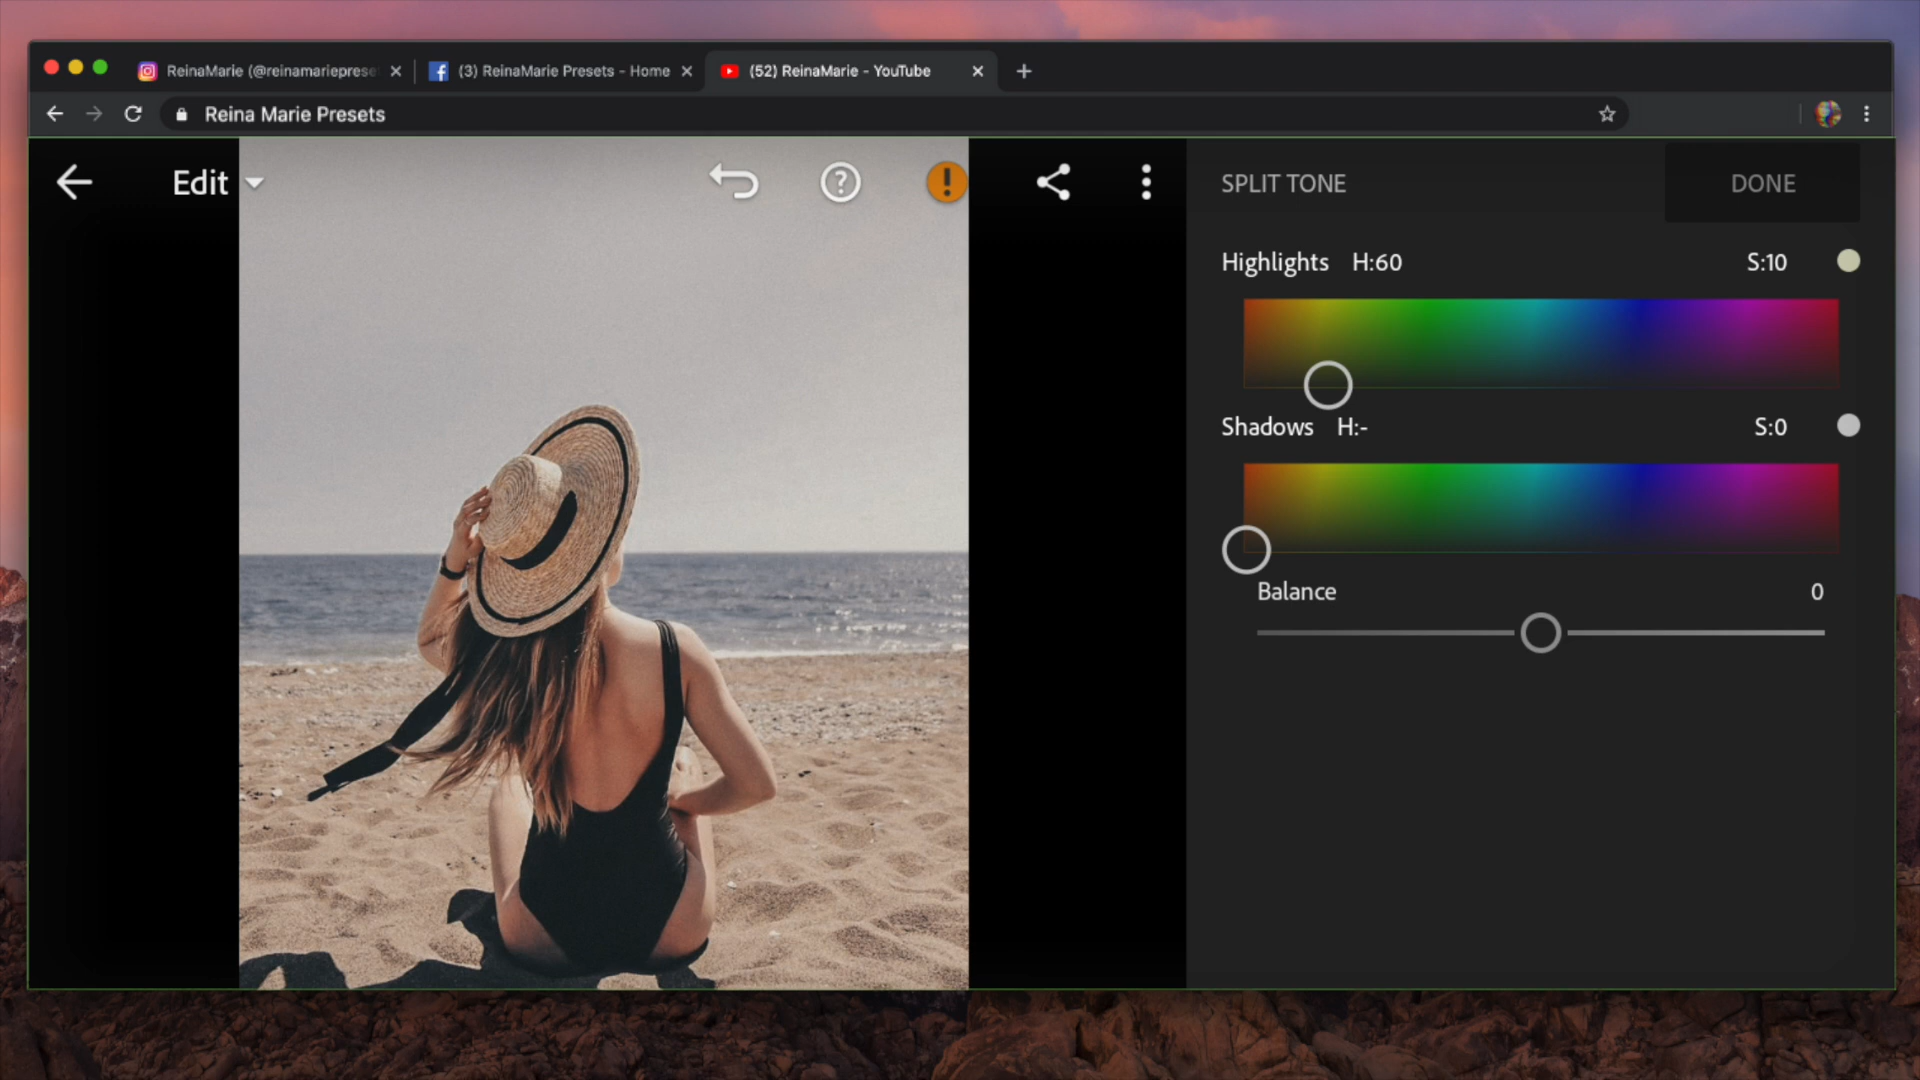 ReinaMarie (@reinamarieprese
(3) ReinaMarie Presets - Home
(52) ReinaMarie - YouTube
Reina Marie Presets
Edit
SPLIT TONE
DONE
Highlights H:60 S:10
Shadows H:- S:0
Balance 0